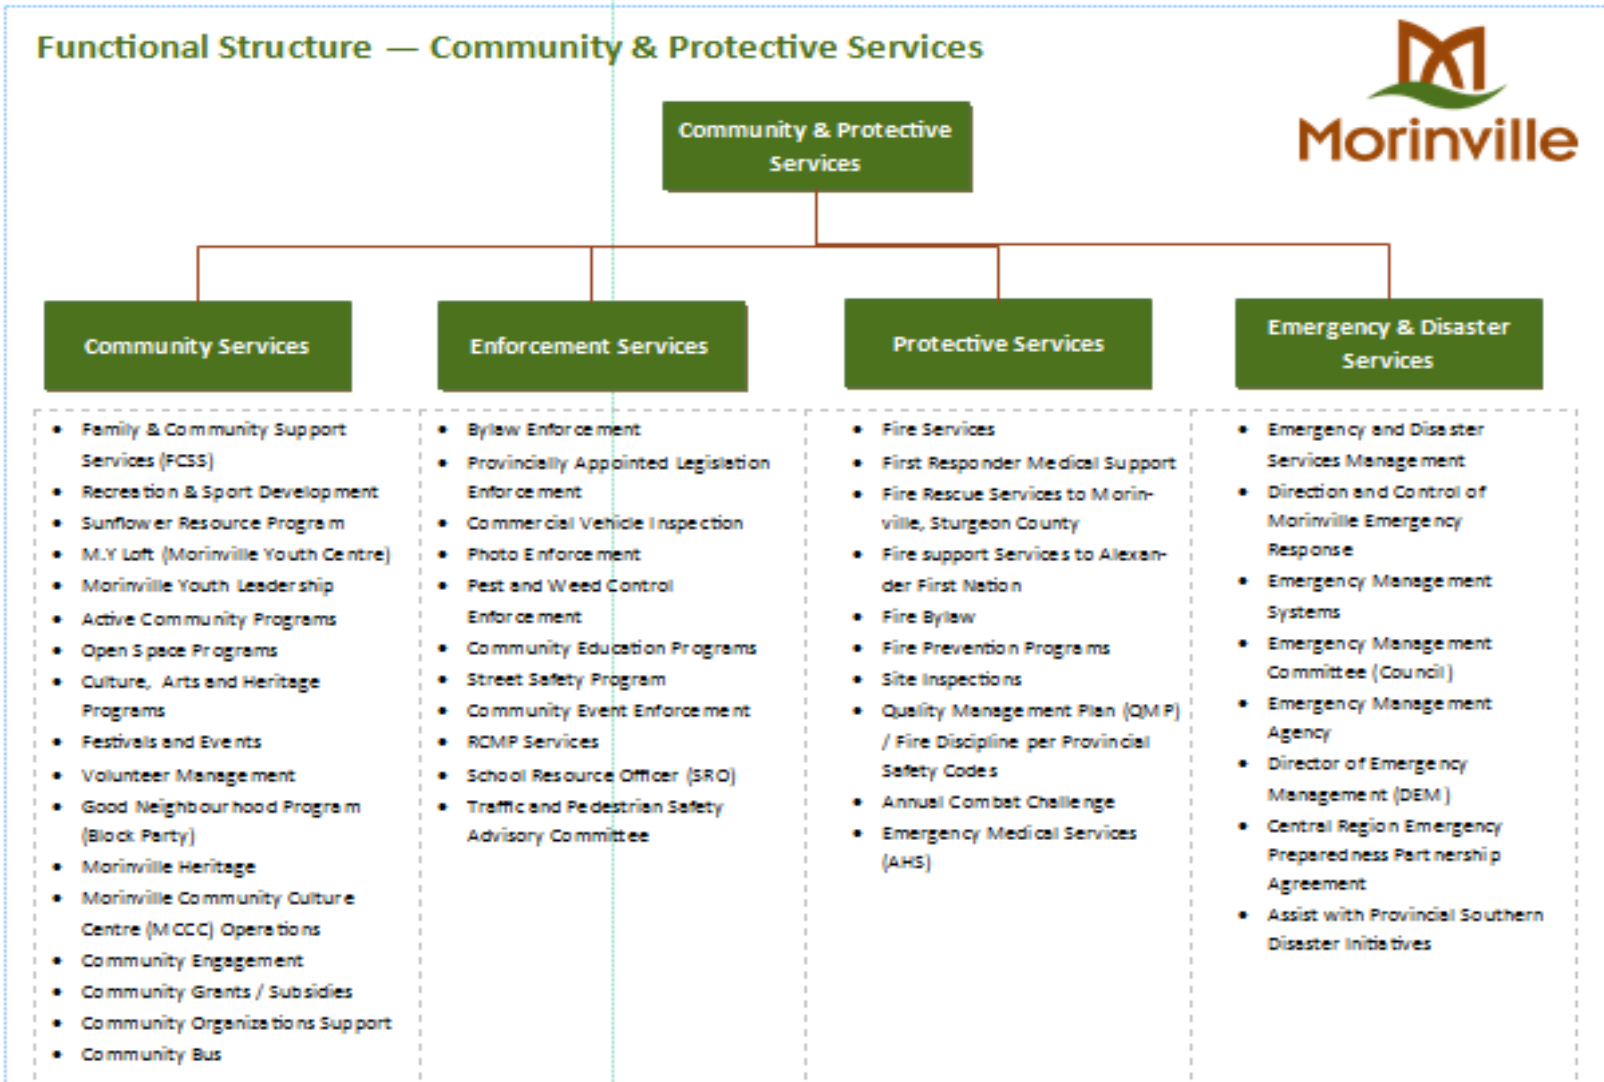 Functional Structure — Community & Protective Services
Morinville
Community & Protective
Services
Community Services
Enforcement Services
Protective Services
Emergency & Disaster
Services
• Family & Community Support
Services (FCSS)
• Recreation & Sport Development
• Sunflower Resource Program
• M.Y Loft (Morinville Youth Centre)
• Morinville Youth Leadership
• Active Community Programs
• Open Space Programs
• Culture, Arts and Heritage
Programs
• Festivals and Events
• Volunteer Management
• Good Neighbourhood Program
(Block Party)
• Morinville Heritage
• Morinville Community Culture
Centre (MCCC) Operations
• Community Engagement
• Community Grants / Subsidies
• Community Organizations Support
• Community Bus
• Bylaw Enforcement
• Provincially Appointed Legislation
Enforcement
• Commercial Vehicle Inspection
• Photo Enforcement
• Pest and Weed Control
Enforcement
• Community Education Programs
• Street Safety Program
• Community Event Enforcement
• RCMP Services
• School Resource Officer (SRO)
• Traffic and Pedestrian Safety
Advisory Committee
• Fire Services
• First Responder Medical Support
• Fire Rescue Services to Morin-
ville, Sturgeon County
• Fire support Services to Alexan-
der First Nation
• Fire Bylaw
• Fire Prevention Programs
• Site Inspections
• Quality Management Plan (QMP)
/ Fire Discipline per Provincial
Safety Codes
• Annual Combat Challenge
• Emergency Medical Services
(AHS)
• Emergency and Disaster
Services Management
• Direction and Control of
Morinville Emergency
Response
• Emergency Management
Systems
• Emergency Management
Committee (Council)
• Emergency Management
Agency
• Director of Emergency
Management (DEM)
• Central Region Emergency
Preparedness Partnership
Agreement
• Assist with Provincial Southern
Disaster Initiatives